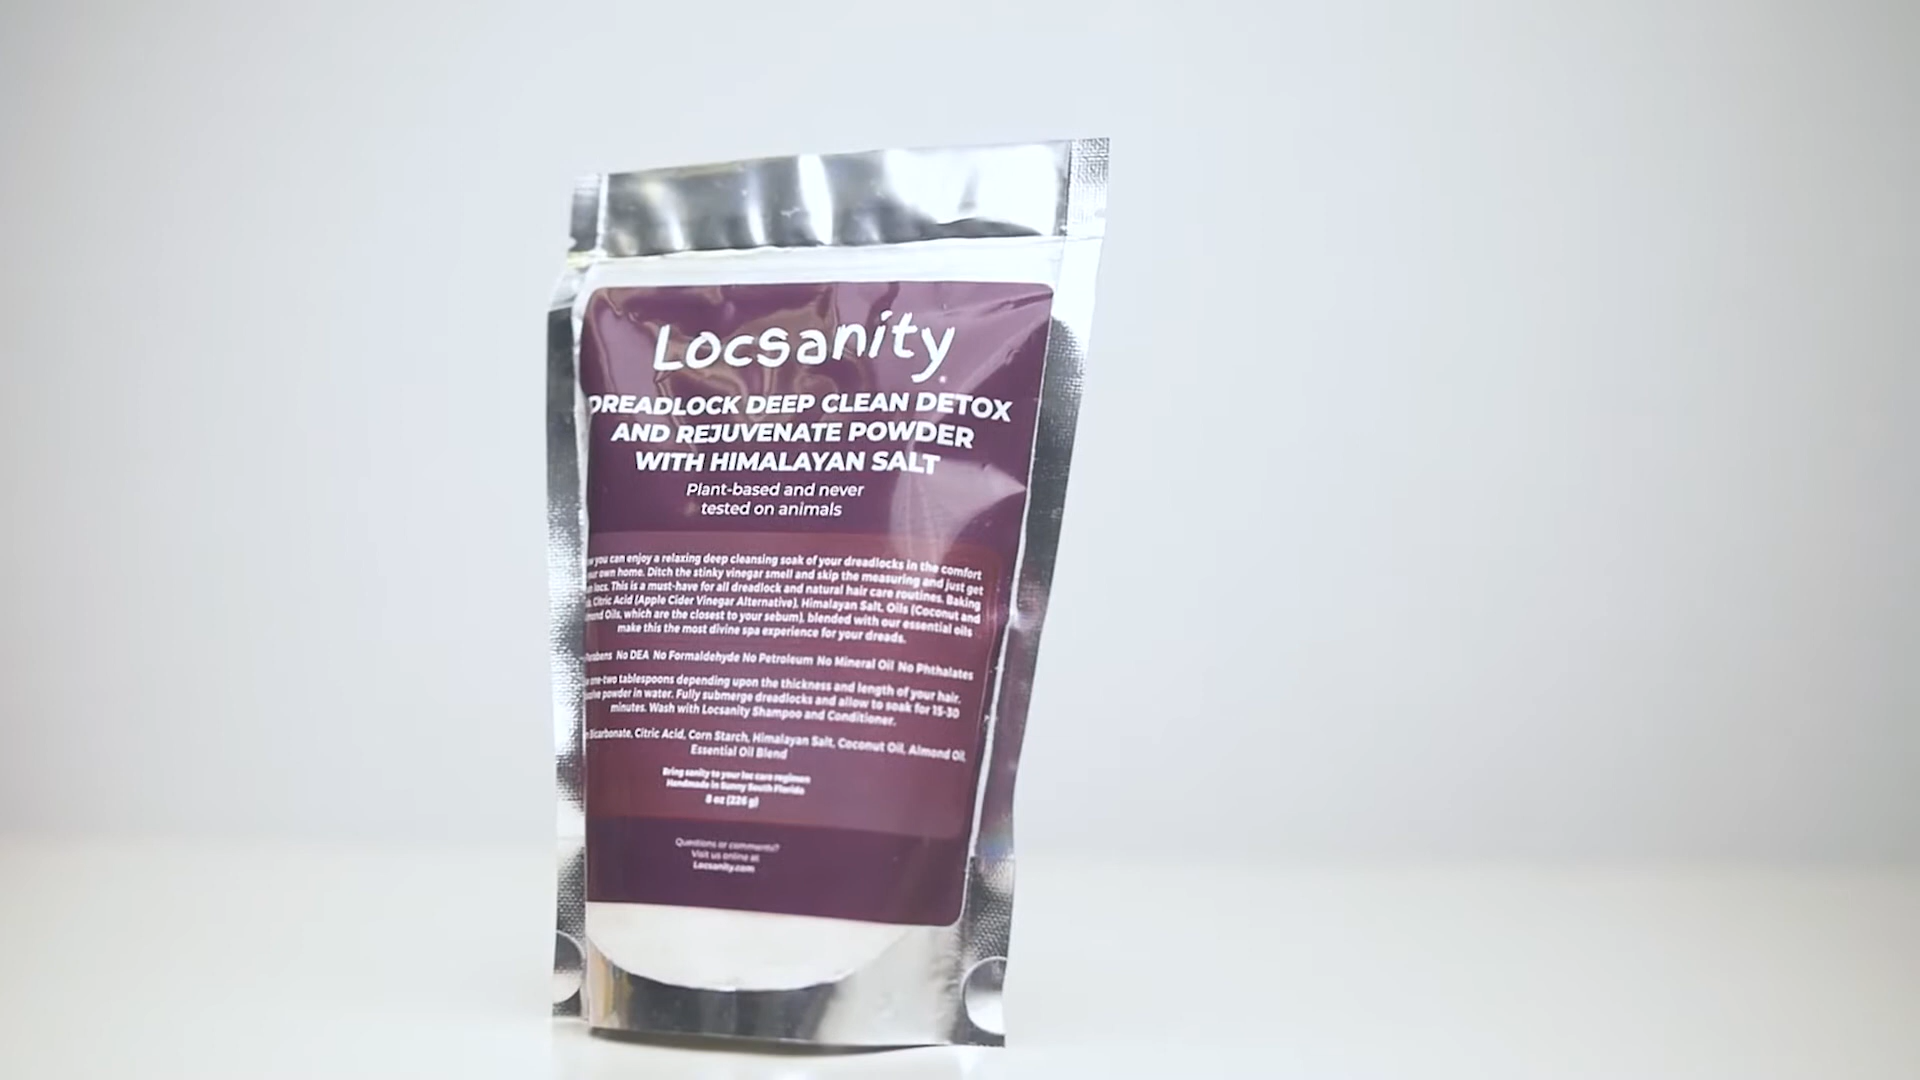 Locsanity
DREADLOCK DEEP CLEAN DETOX
AND REJUVENATE POWDER
WITH HIMALAYAN SALT
Plant-based and never
tested on animals
you can enjoy a relaxing deep cleansing soak of your dreadlocks in the comfort
own home. Ditch the stinky vinegar smell and skip the measuring and just get
locs. This is a must-have for all dreadlock and natural hair care routines. Baking
Citric Acid (Apple Cider Vinegar Alternative), Himalayan Salt, Oils (Coconut and
Oils, which are the closest to your sebum), blended with our essential oils
make this the most divine spa experience for your dreads.
No DEA No Formaldehyde No Petroleum No Mineral Oil No Phthalates
one-two tablespoons depending upon the thickness and length of your hair.
powder in water. Fully submerge dreadlocks and allow to soak for 15-30
minutes. Wash with Locsanity Shampoo and Conditioner.
Bicarbonate, Citric Acid, Corn Starch, Himalayan Salt, Coconut Oil, Almond Oil,
Essential Oil Blend
Bring sanity to your loc care regimen
Handmade in Sunny South Florida
8 oz (226 g)
Questions or comments?
Visit us online at
Locsanity.com